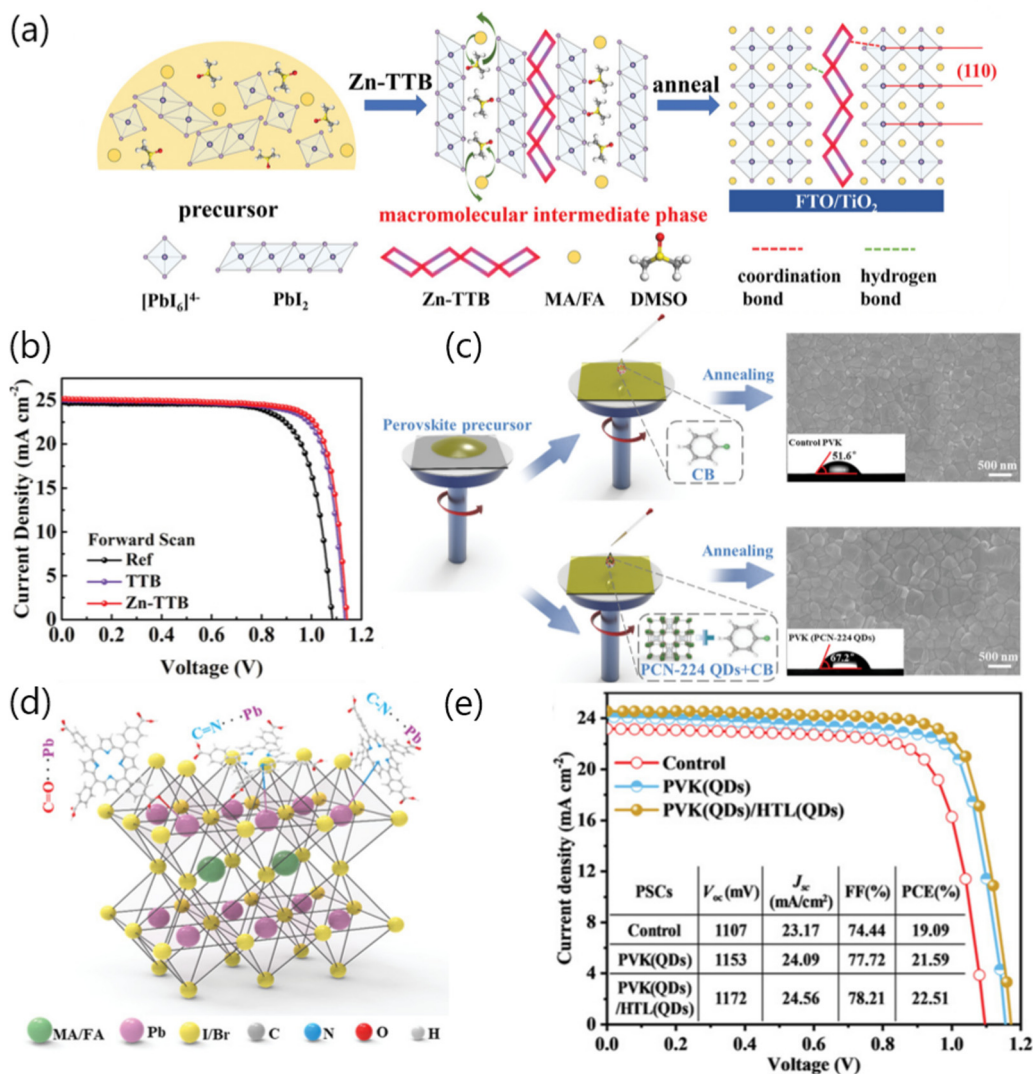 (a)
Zn-TTB
anneal
(110)
FTO/TiO₂
precursor
macromolecular intermediate phase
[PbI₆]⁴⁻
PbI₂
Zn-TTB
MA/FA
DMSO
coordination
bond
hydrogen
bond
(b)
Current Density (mA cm⁻²)
25
20
15
10
5
0
Forward Scan
Ref
TTB
Zn-TTB
0.0 0.2 0.4 0.6 0.8 1.0 1.2
Voltage (V)
(c)
Perovskite precursor
CB
Annealing
Control PVK
51.6°
500 nm
PCN-224 QDs+CB
Annealing
PVK (PCN-224 QDs)
67.2°
500 nm
(d)
C=O···Pb
C=N···Pb
C-N···Pb
MA/FA Pb I/Br C N O H
(e)
Current density (mA cm⁻²)
24
20
16
12
8
4
0
Control
PVK(QDs)
PVK(QDs)/HTL(QDs)
PSCs Voc (mV) Jsc (mA/cm²) FF(%) PCE(%)
Control 1107 23.17 74.44 19.09
PVK(QDs) 1153 24.09 77.72 21.59
PVK(QDs)/HTL(QDs) 1172 24.56 78.21 22.51
0.0 0.2 0.4 0.6 0.8 1.0 1.2
Voltage (V)